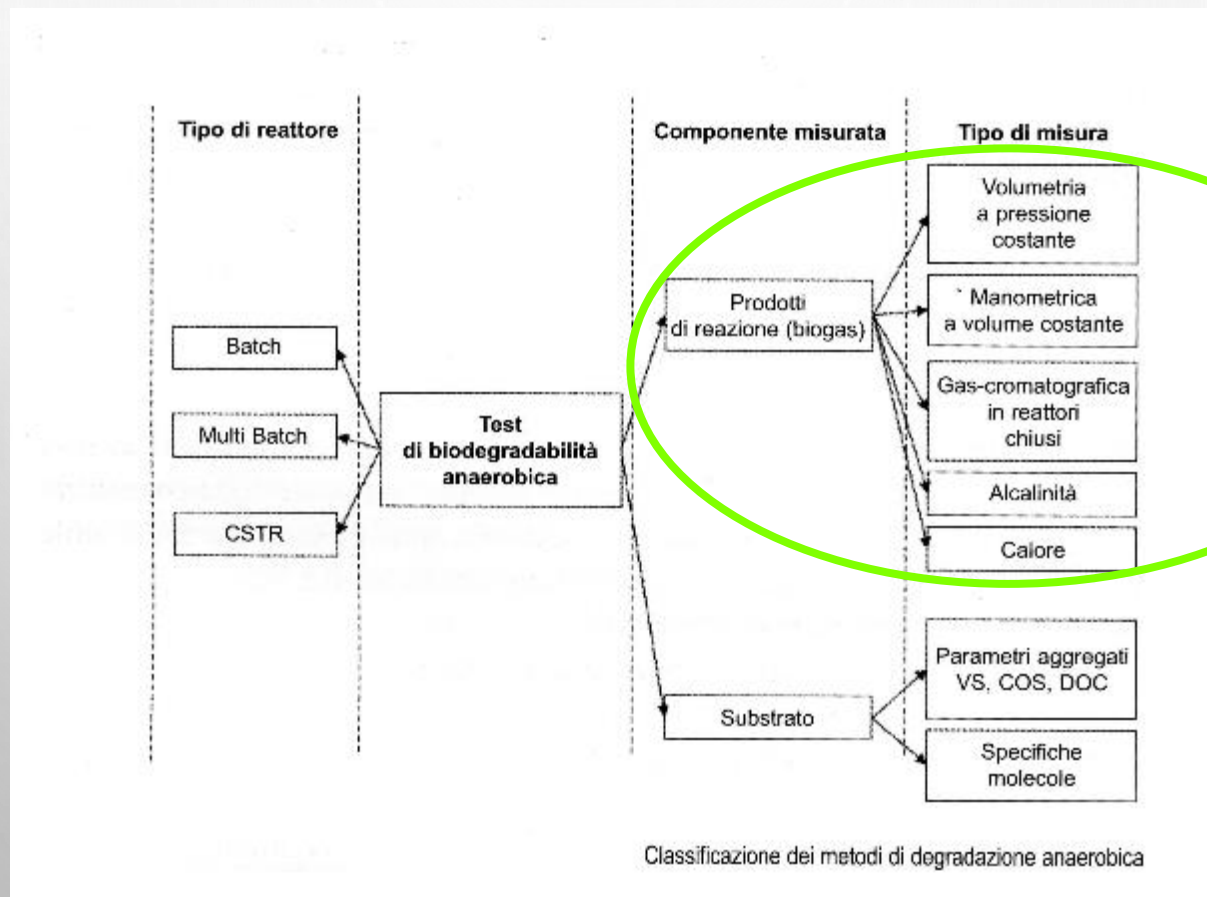 Tipo di reattore
Componente misurata
Tipo di misura
Batch
Multi Batch
CSTR
Test
di biodegradabilità
anaerobica
Prodotti
di reazione (biogas)
Substrato
Volumetria
a pressione
costante
Manometrica
a volume costante
Gas-cromatografica
in reattori
chiusi
Alcalinità
Calore
Parametri aggregati
VS, COS, DOC
Specifiche
molecole
Classificazione dei metodi di degradazione anaerobica